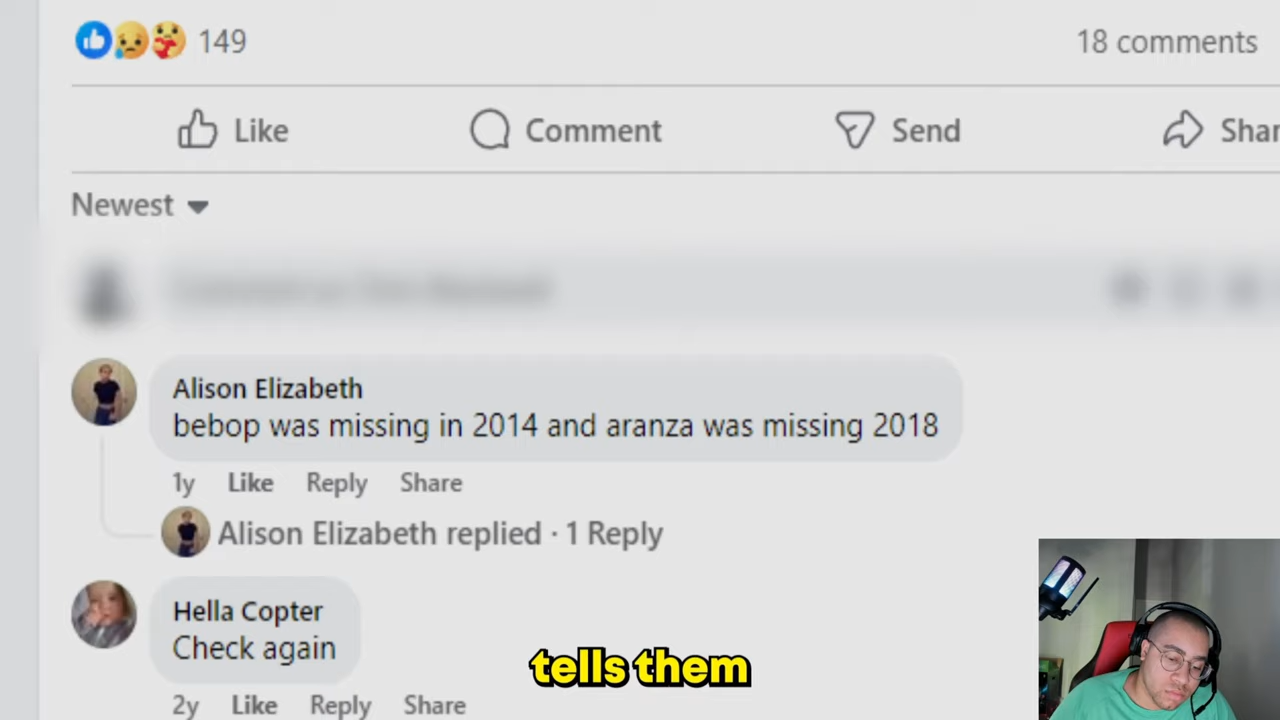 149
18 comments
Like
Comment
Send
Newest
Alison Elizabeth
bebop was missing in 2014 and aranza was missing 2018
1y Like Reply Share
Alison Elizabeth replied · 1 Reply
Hella Copter
Check again
tells them
2y Like Reply Share